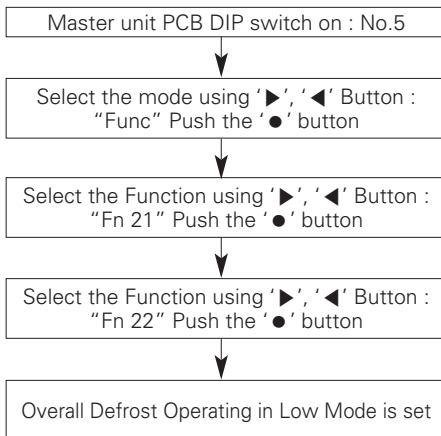 Master unit PCB DIP switch on : No.5
Select the mode using ‘▶’, ‘◀’ Button :
“Func” Push the ‘●’ button
Select the Function using ‘▶’, ‘◀’ Button :
“Fn 21” Push the ‘●’ button
Select the Function using ‘▶’, ‘◀’ Button :
“Fn 22” Push the ‘●’ button
Overall Defrost Operating in Low Mode is set